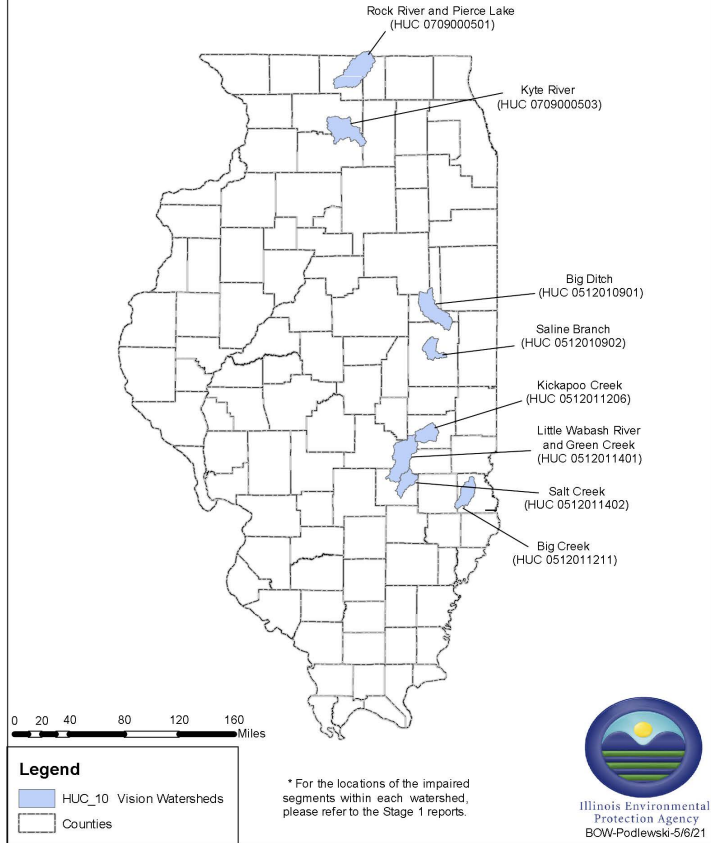 Rock River and Pierce Lake
(HUC 0709000501)
Kyte River
(HUC 0709000503)
Big Ditch
(HUC 0512010901)
Saline Branch
(HUC 0512010902)
Kickapoo Creek
(HUC 0512011206)
Little Wabash River
and Green Creek
(HUC 0512011401)
Salt Creek
(HUC 0512011402)
Big Creek
(HUC 0512011211)
0 20 40 80 120 160
Miles
Legend
HUC_10 Vision Watersheds
Counties
* For the locations of the impaired
segments within each watershed,
please refer to the Stage 1 reports.
Illinois Environmental
Protection Agency
BOW-Podlewski-5/6/21